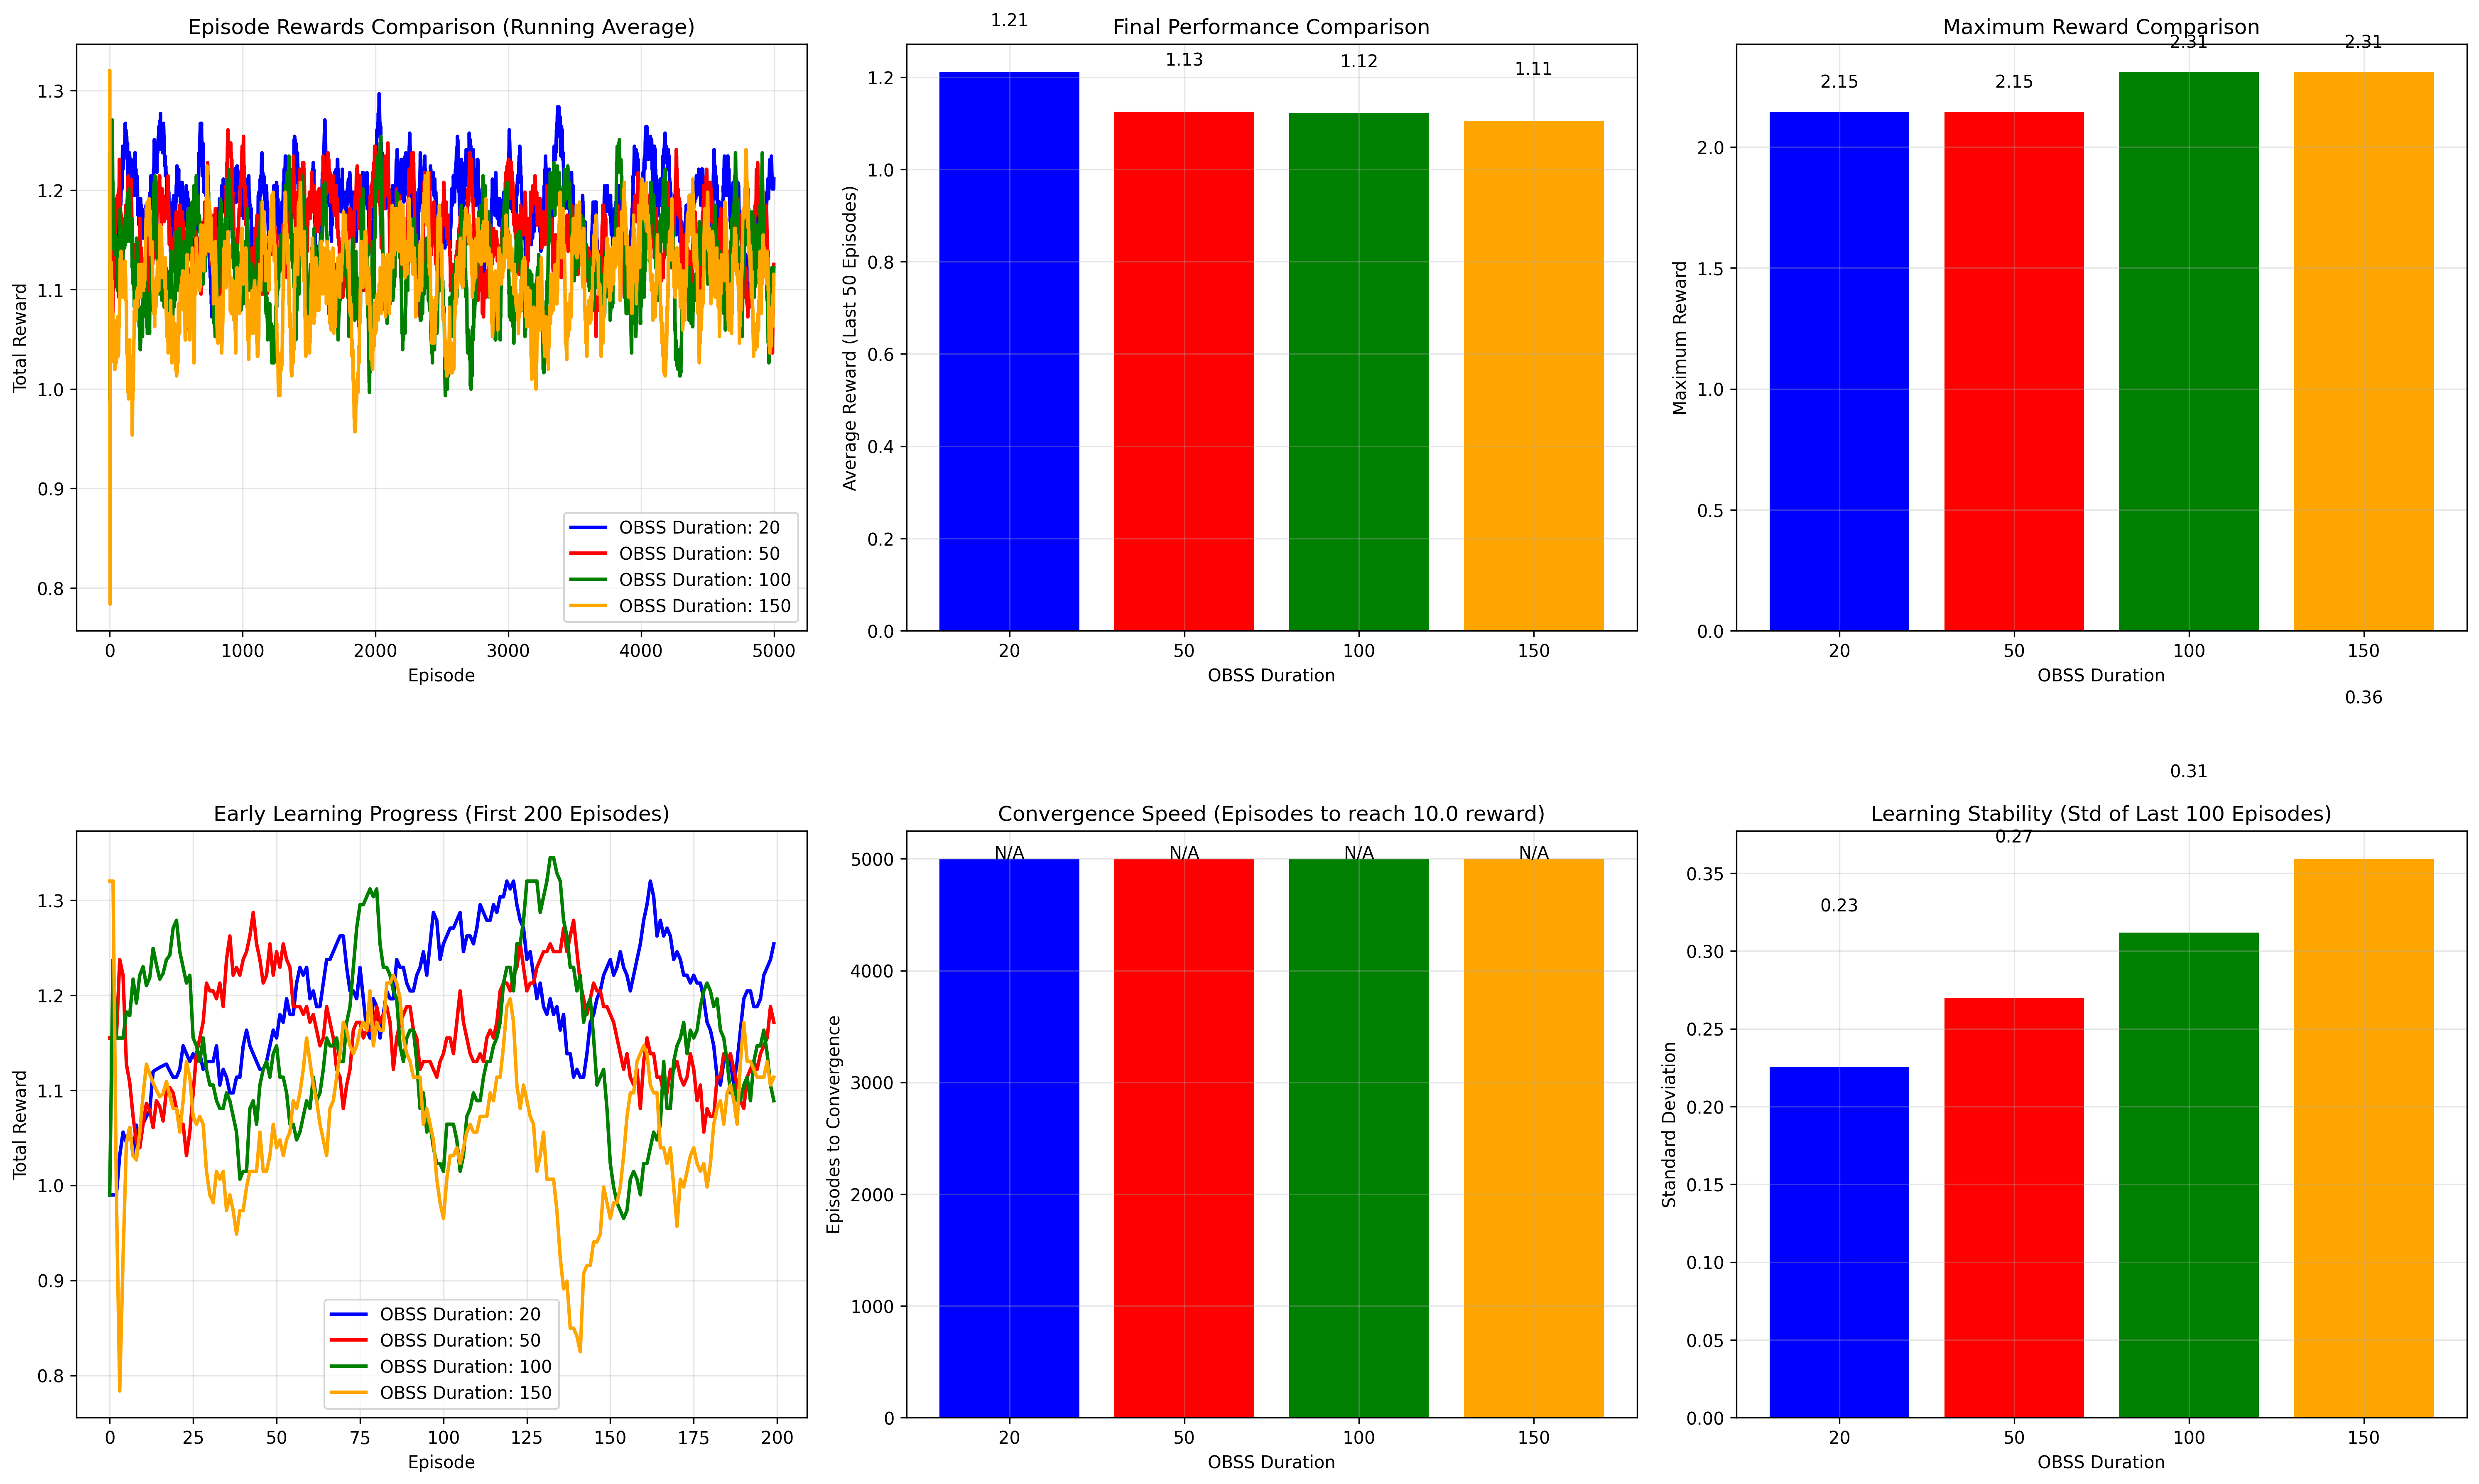 Episode Rewards Comparison (Running Average)
Total Reward
1.3
1.2
1.1
1.0
0.9
0.8
0
1000
2000
3000
4000
5000
Episode
OBSS Duration: 20
OBSS Duration: 50
OBSS Duration: 100
OBSS Duration: 150
Final Performance Comparison
1.21
1.13
1.12
1.11
Average Reward (Last 50 Episodes)
1.2
1.0
0.8
0.6
0.4
0.2
0.0
20
50
100
150
OBSS Duration
Maximum Reward Comparison
2.15
2.15
2.31
2.31
Maximum Reward
2.0
1.5
1.0
0.5
0.0
20
50
100
150
OBSS Duration
Early Learning Progress (First 200 Episodes)
Total Reward
1.3
1.2
1.1
1.0
0.9
0.8
0
25
50
75
100
125
150
175
200
Episode
OBSS Duration: 20
OBSS Duration: 50
OBSS Duration: 100
OBSS Duration: 150
Convergence Speed (Episodes to reach 10.0 reward)
N/A
N/A
N/A
N/A
Episodes to Convergence
5000
4000
3000
2000
1000
0
20
50
100
150
OBSS Duration
Learning Stability (Std of Last 100 Episodes)
0.23
0.27
0.31
0.36
Standard Deviation
0.35
0.30
0.25
0.20
0.15
0.10
0.05
0.00
20
50
100
150
OBSS Duration